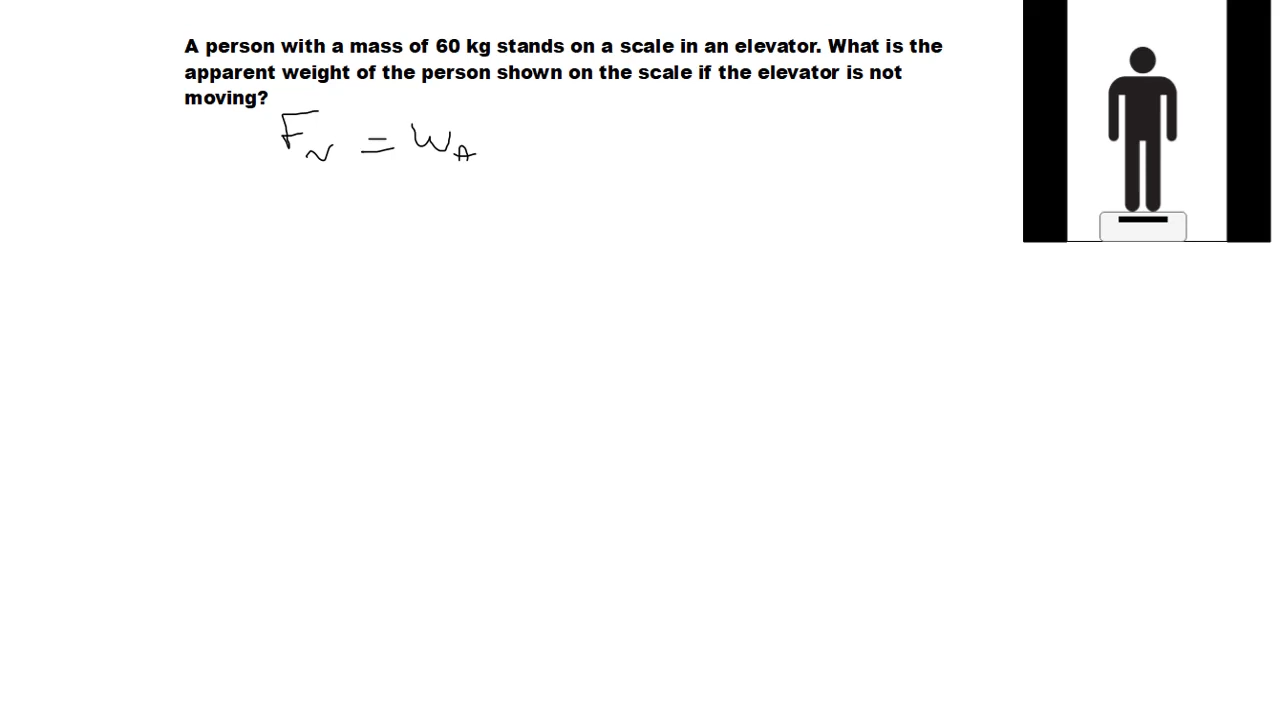 A person with a mass of 60 kg stands on a scale in an elevator. What is the
apparent weight of the person shown on the scale if the elevator is not
moving?
F_N = W_A